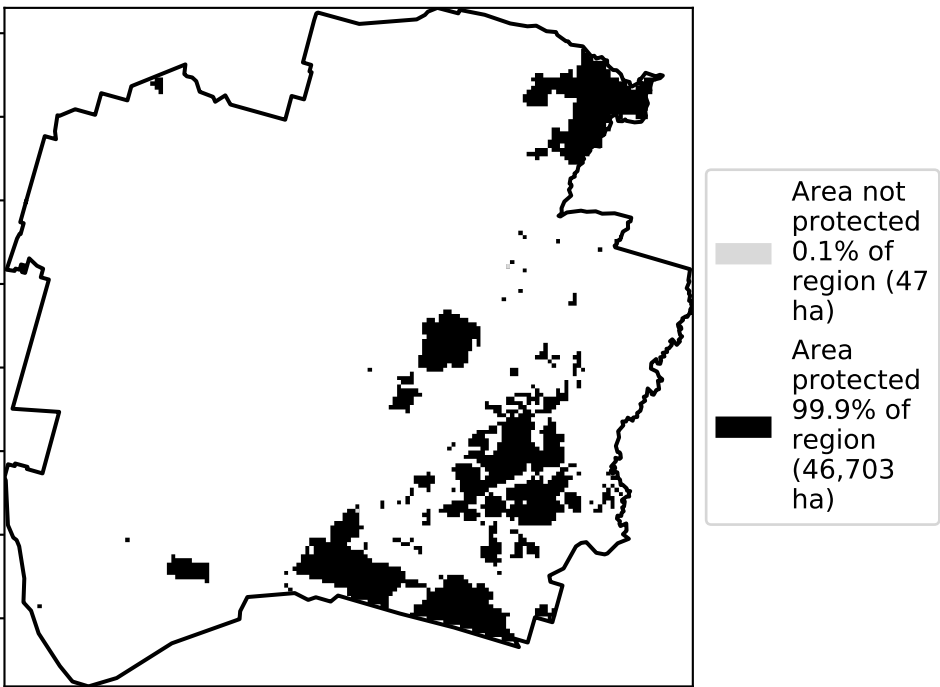 Area not
protected
0.1% of
region (47
ha)
Area
protected
99.9% of
region
(46,703
ha)